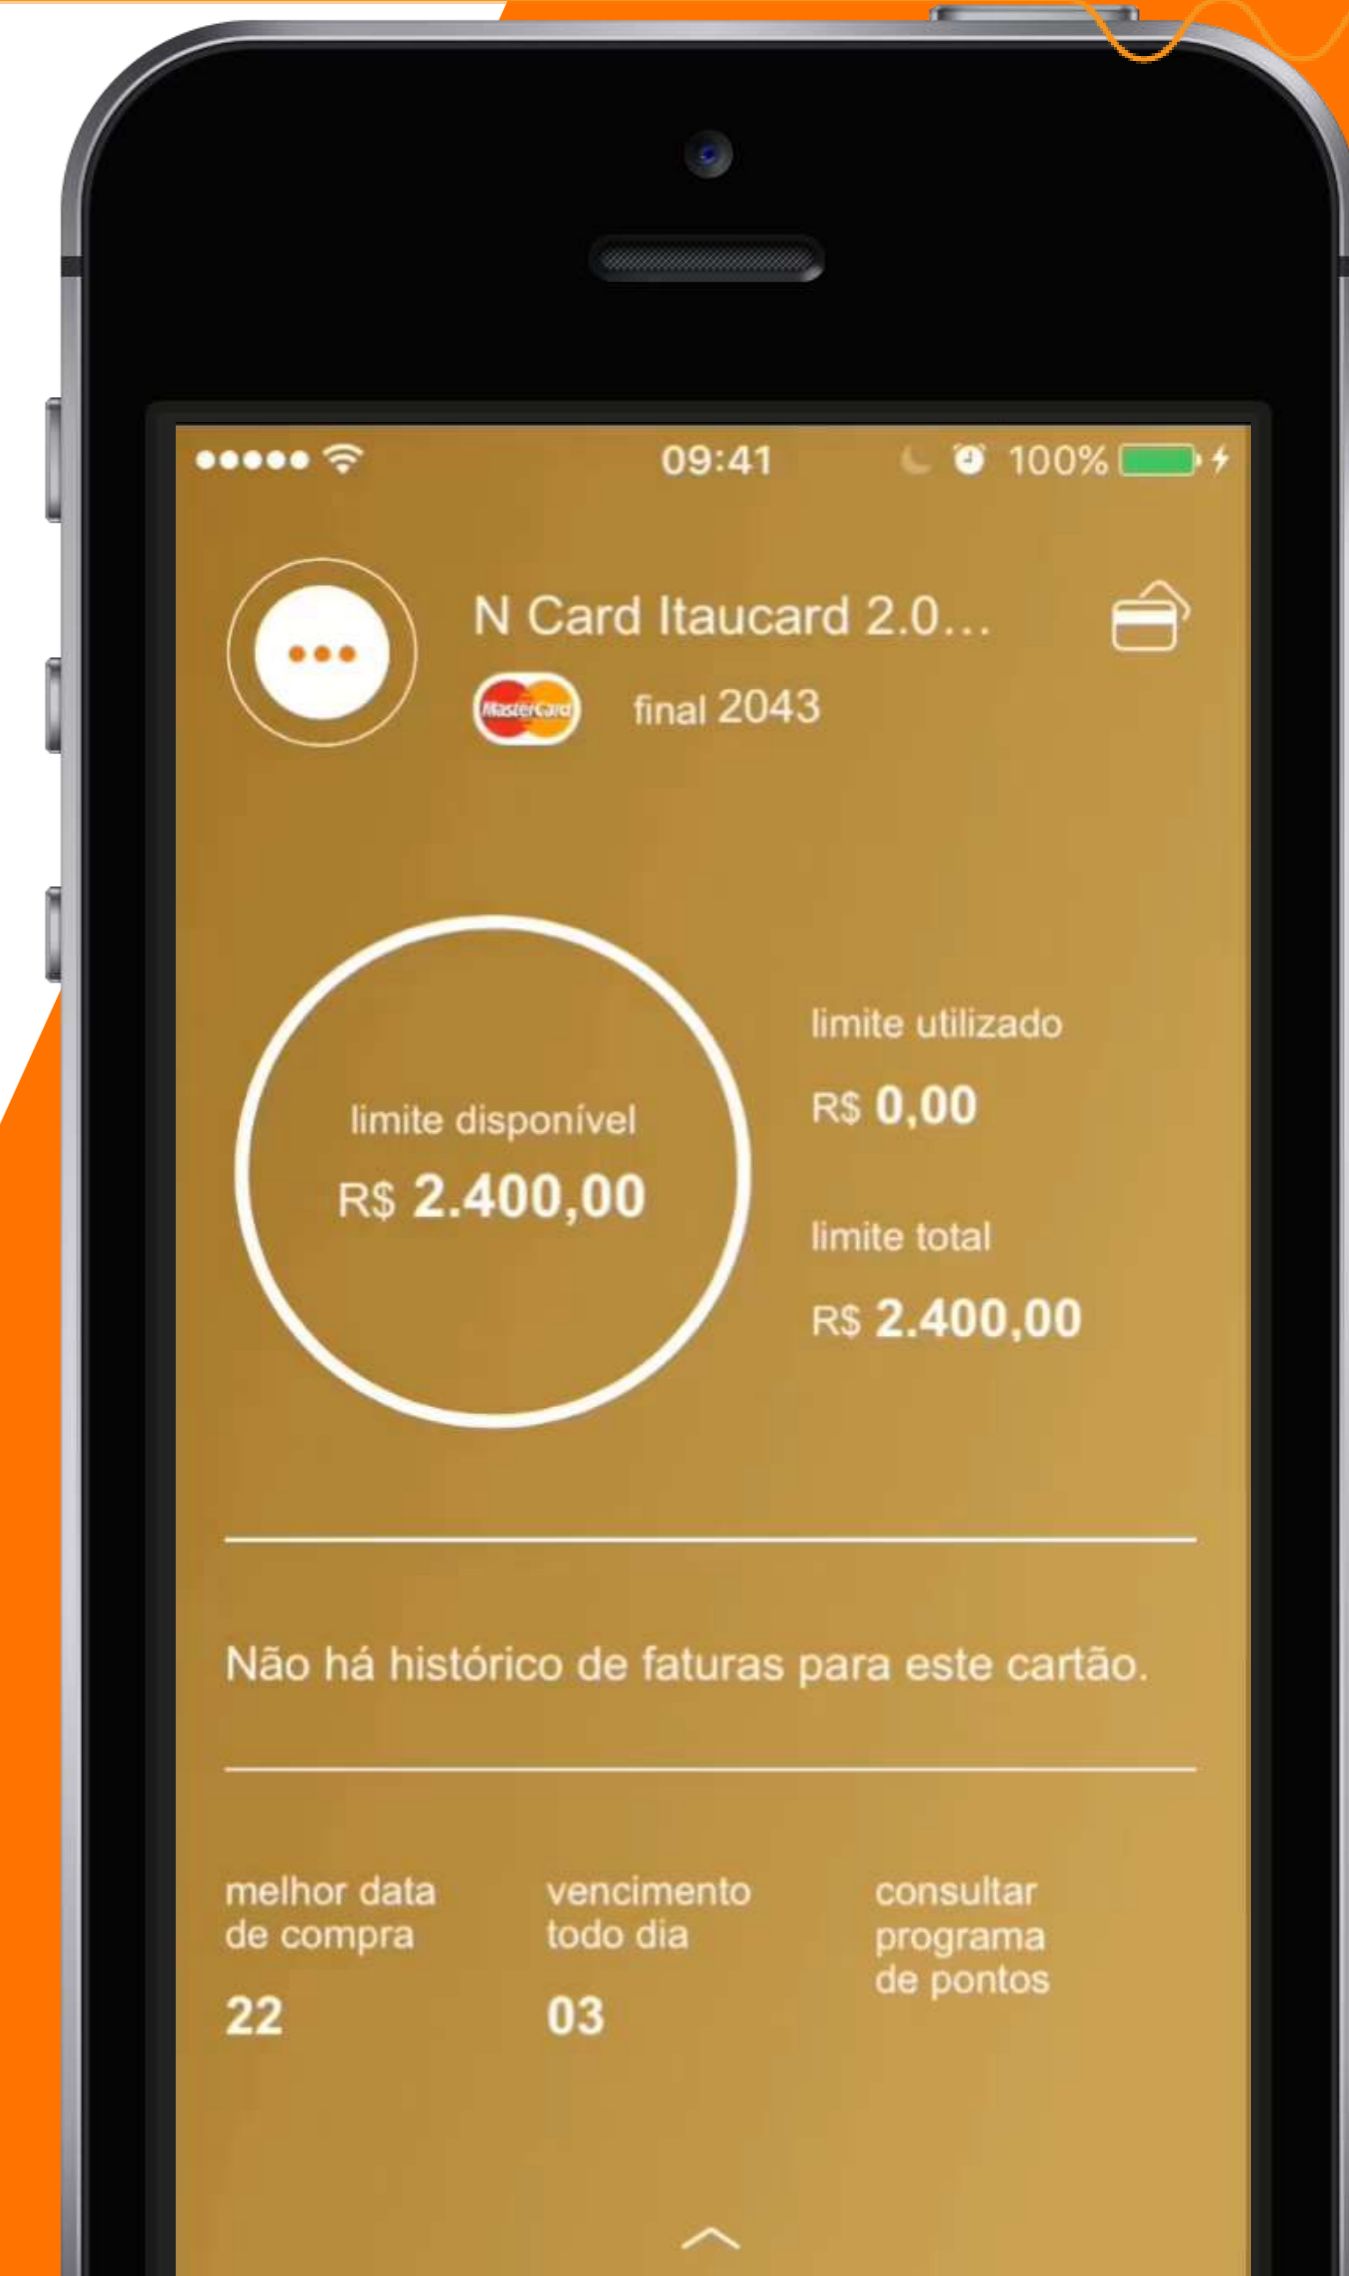 09:41
100%
N Card Itaucard 2.0...
MasterCard
final 2043
limite disponível
R$ 2.400,00
limite utilizado
R$ 0,00
limite total
R$ 2.400,00
Não há histórico de faturas para este cartão.
melhor data
de compra
22
vencimento
todo dia
03
consultar
programa
de pontos